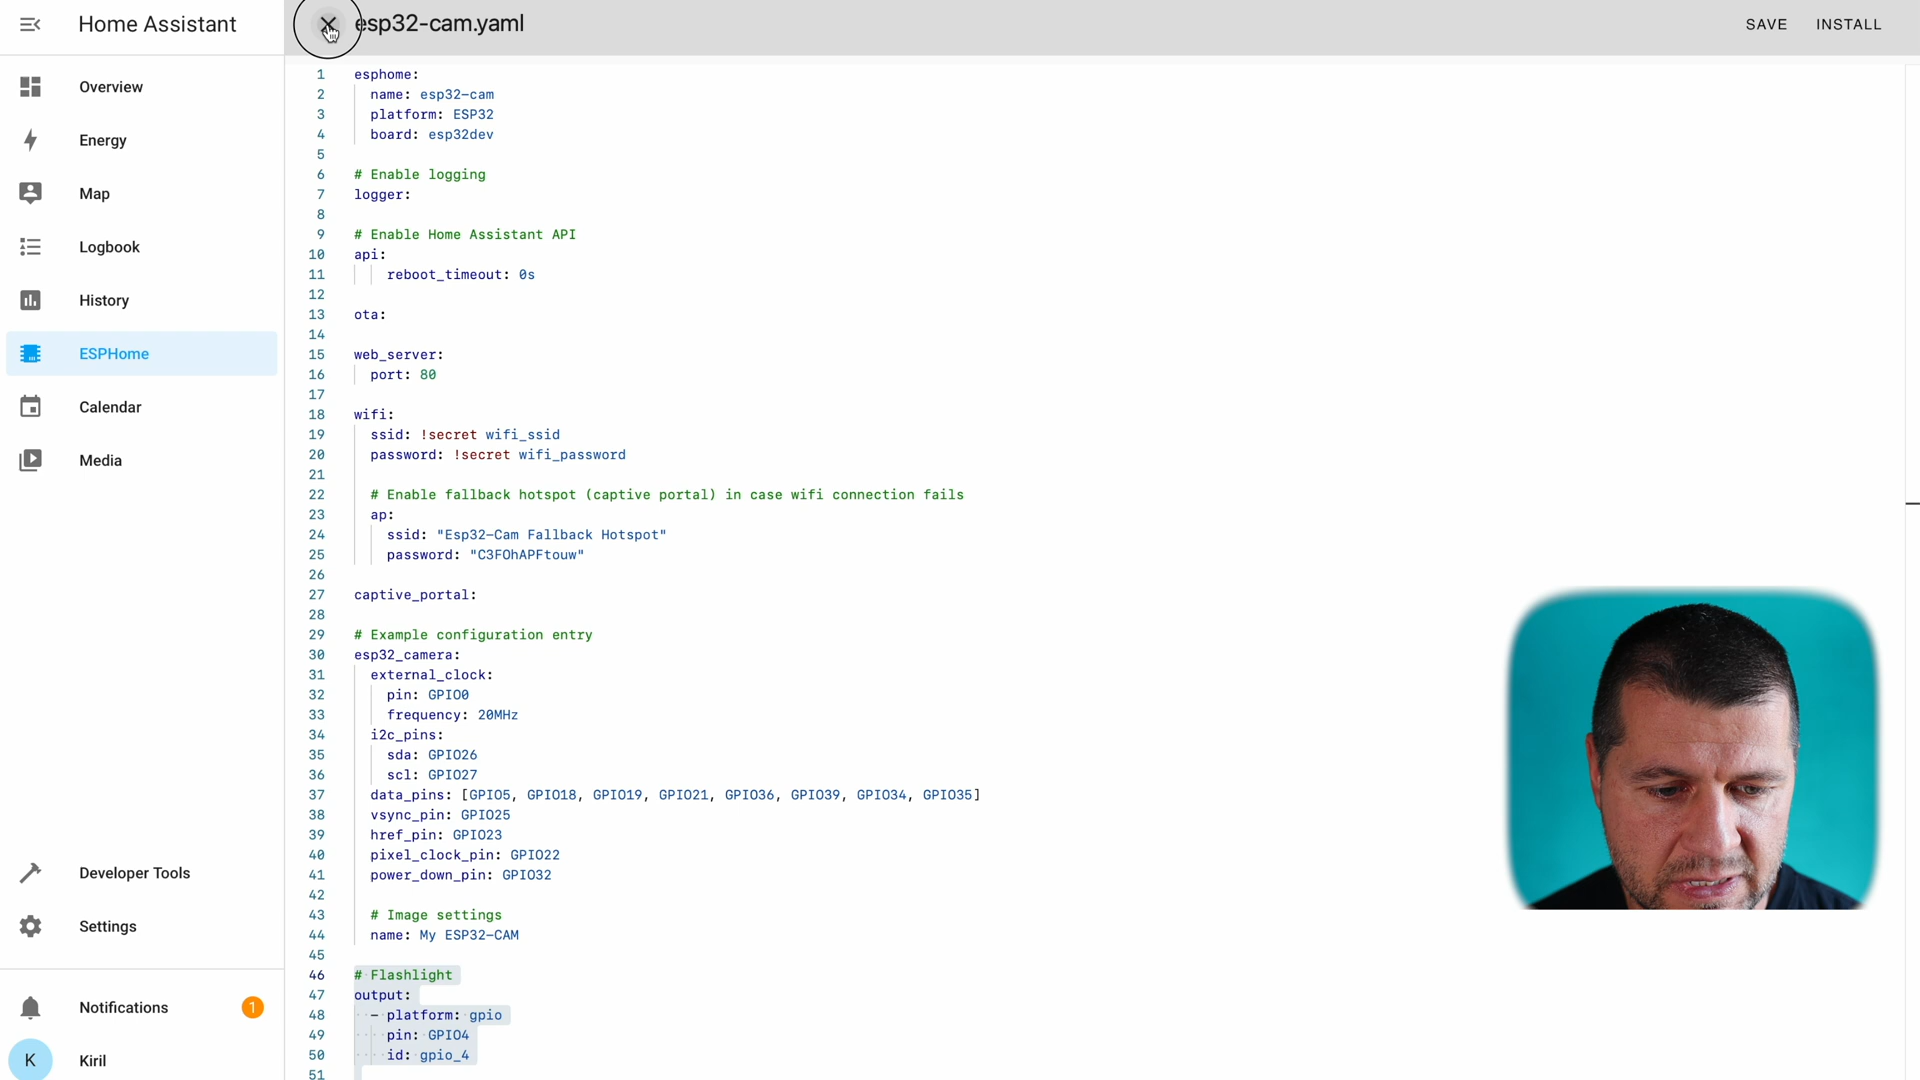 Home Assistant
esp32-cam.yaml
SAVE
INSTALL
Overview
Energy
Map
Logbook
History
ESPHome
Calendar
Media
Developer Tools
Settings
Notifications
1
K
Kiril
1 esphome:
2 name: esp32-cam
3 platform: ESP32
4 board: esp32dev
5
6 # Enable logging
7 logger:
8
9 # Enable Home Assistant API
10 api:
11 reboot_timeout: 0s
12
13 ota:
14
15 web_server:
16 port: 80
17
18 wifi:
19 ssid: !secret wifi_ssid
20 password: !secret wifi_password
21
22 # Enable fallback hotspot (captive portal) in case wifi connection fails
23 ap:
24 ssid: "Esp32-Cam Fallback Hotspot"
25 password: "C3FOhAPFtouw"
26
27 captive_portal:
28
29 # Example configuration entry
30 esp32_camera:
31 external_clock:
32 pin: GPIO0
33 frequency: 20MHz
34 i2c_pins:
35 sda: GPIO26
36 scl: GPIO27
37 data_pins: [GPIO5, GPIO18, GPIO19, GPIO21, GPIO36, GPIO39, GPIO34, GPIO35]
38 vsync_pin: GPIO25
39 href_pin: GPIO23
40 pixel_clock_pin: GPIO22
41 power_down_pin: GPIO32
42
43 # Image settings
44 name: My ESP32-CAM
45
46 # Flashlight
47 output:
48 - platform: gpio
49 pin: GPIO4
50 id: gpio_4
51